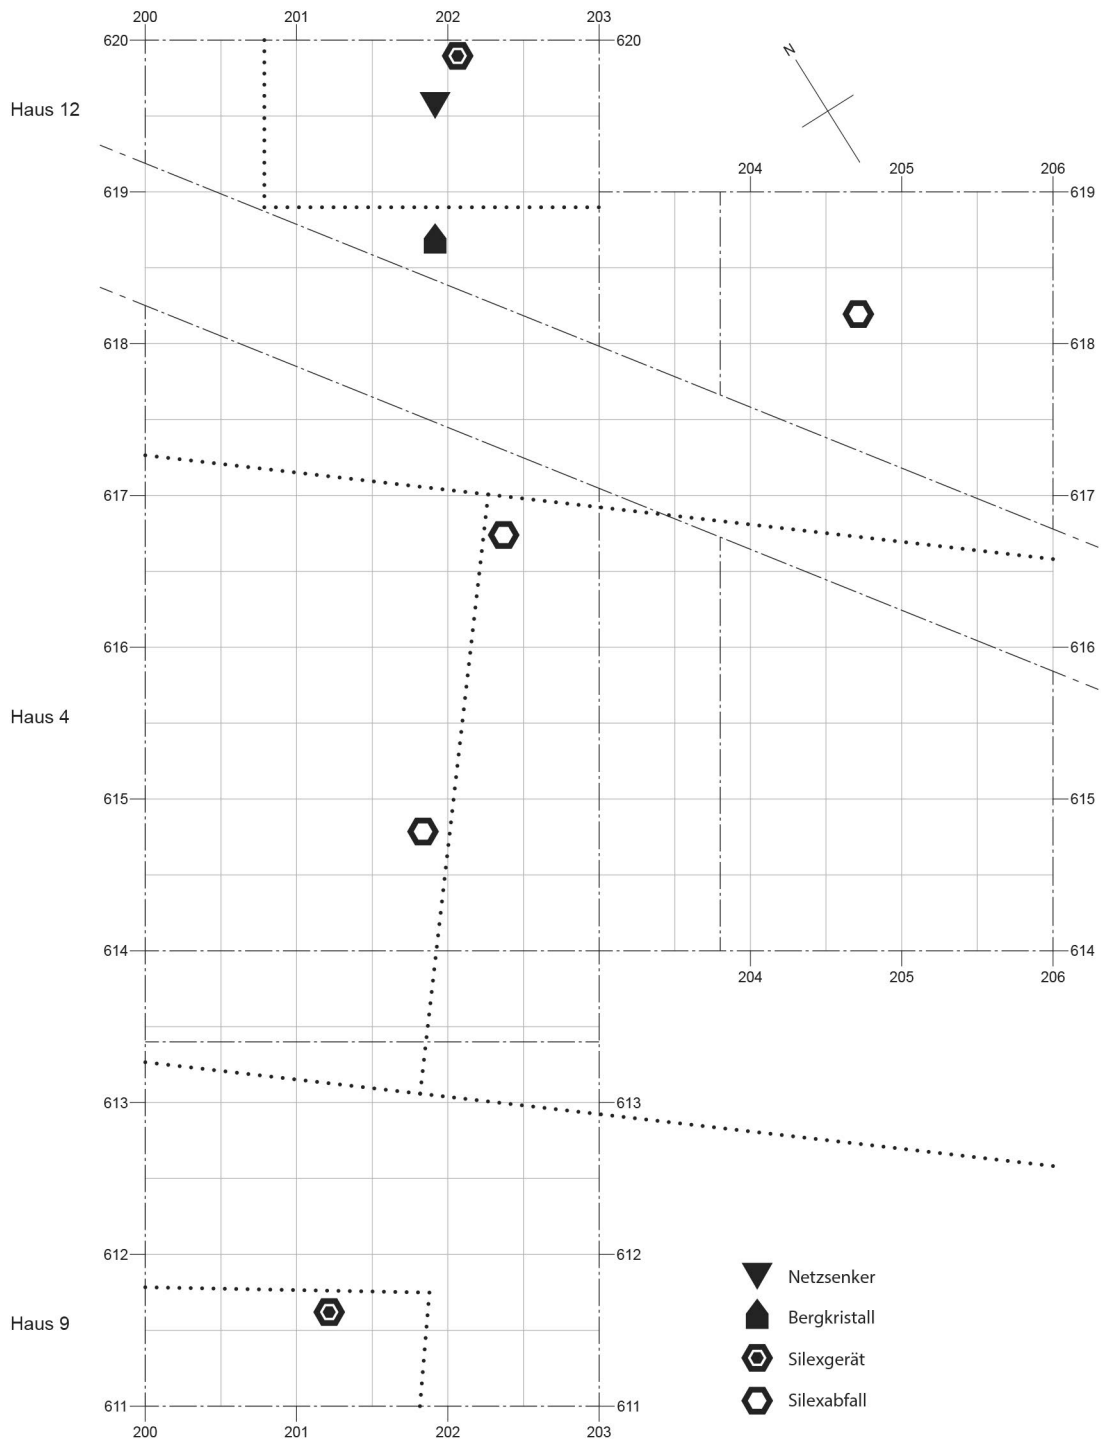 200 201 202 203
620 620
N
Haus 12
204 205 206
619 619
618 618
617 617
616 616
Haus 4
615 615
614 614
204 205 206
613 613
612 612
Netzsenker
Bergkristall
Haus 9
Silexgerät
Silexabfall
611 611
200 201 202 203